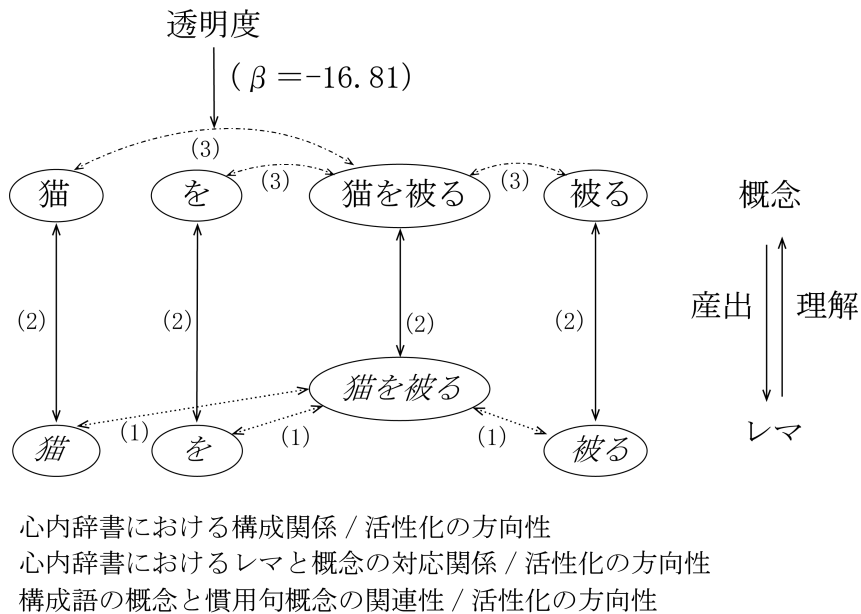 透明度
(β=-16.81)
(3)
(3)
(3)
猫
を
猫を被る
被る
概念
(2)
(2)
(2)
(2)
産出
理解
猫を被る
(1)
(1)
(1)
猫
を
被る
レマ
心内辞書における構成関係 / 活性化の方向性
心内辞書におけるレマと概念の対応関係 / 活性化の方向性
構成語の概念と慣用句概念の関連性 / 活性化の方向性